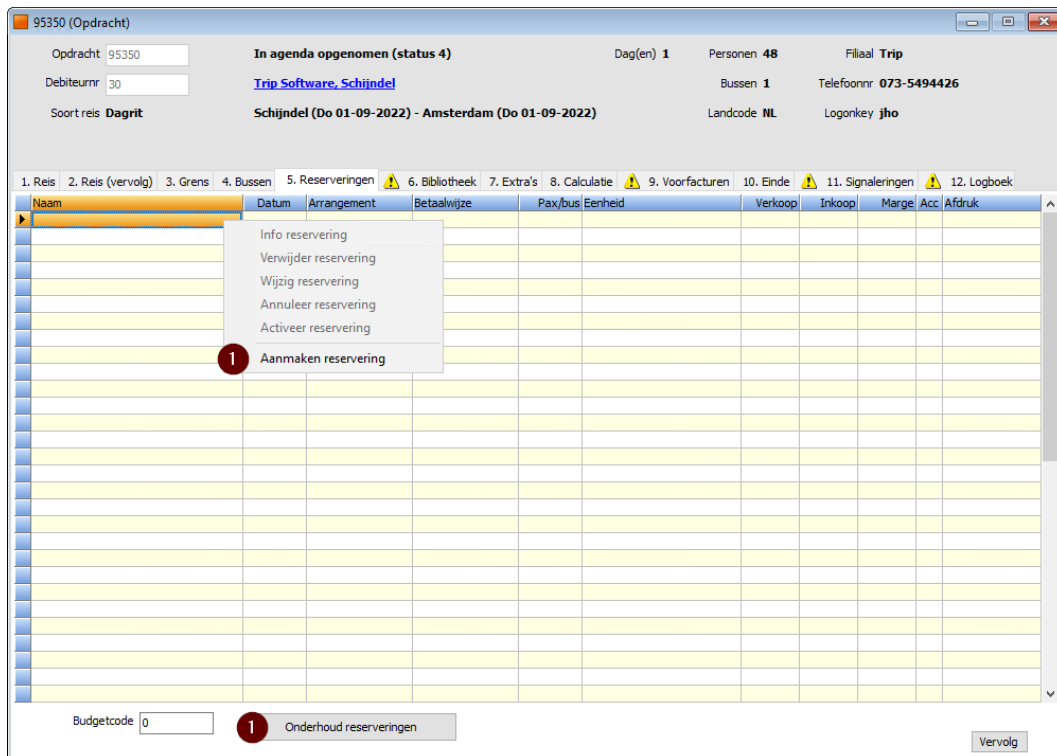 95350 (Opdracht)
Opdracht 95350 In agenda opgenomen (status 4) Dag(en) 1 Personen 48 Filiaal Trip
Debiteurnr 30 Trip Software, Schijndel Bussen 1 Telefoonnr 073-5494426
Soort reis Dagrit Schijndel (Do 01-09-2022) - Amsterdam (Do 01-09-2022) Landcode NL Logonkey jho
1. Reis 2. Reis (vervolg) 3. Grens 4. Bussen 5. Reserveringen 6. Bibliotheek 7. Extra's 8. Calculatie 9. Voorfacturen 10. Einde 11. Signaleringen 12. Logboek
Naam Datum Arrangement Betaalwijze Pax/bus Eenheid Verkoop Inkoop Marge Acc Afdruk
Info reservering
Verwijder reservering
Wijzig reservering
Annuleer reservering
Activeer reservering
1 Aanmaken reservering
Budgetcode 0 1 Onderhoud reserveringen
Vervolg